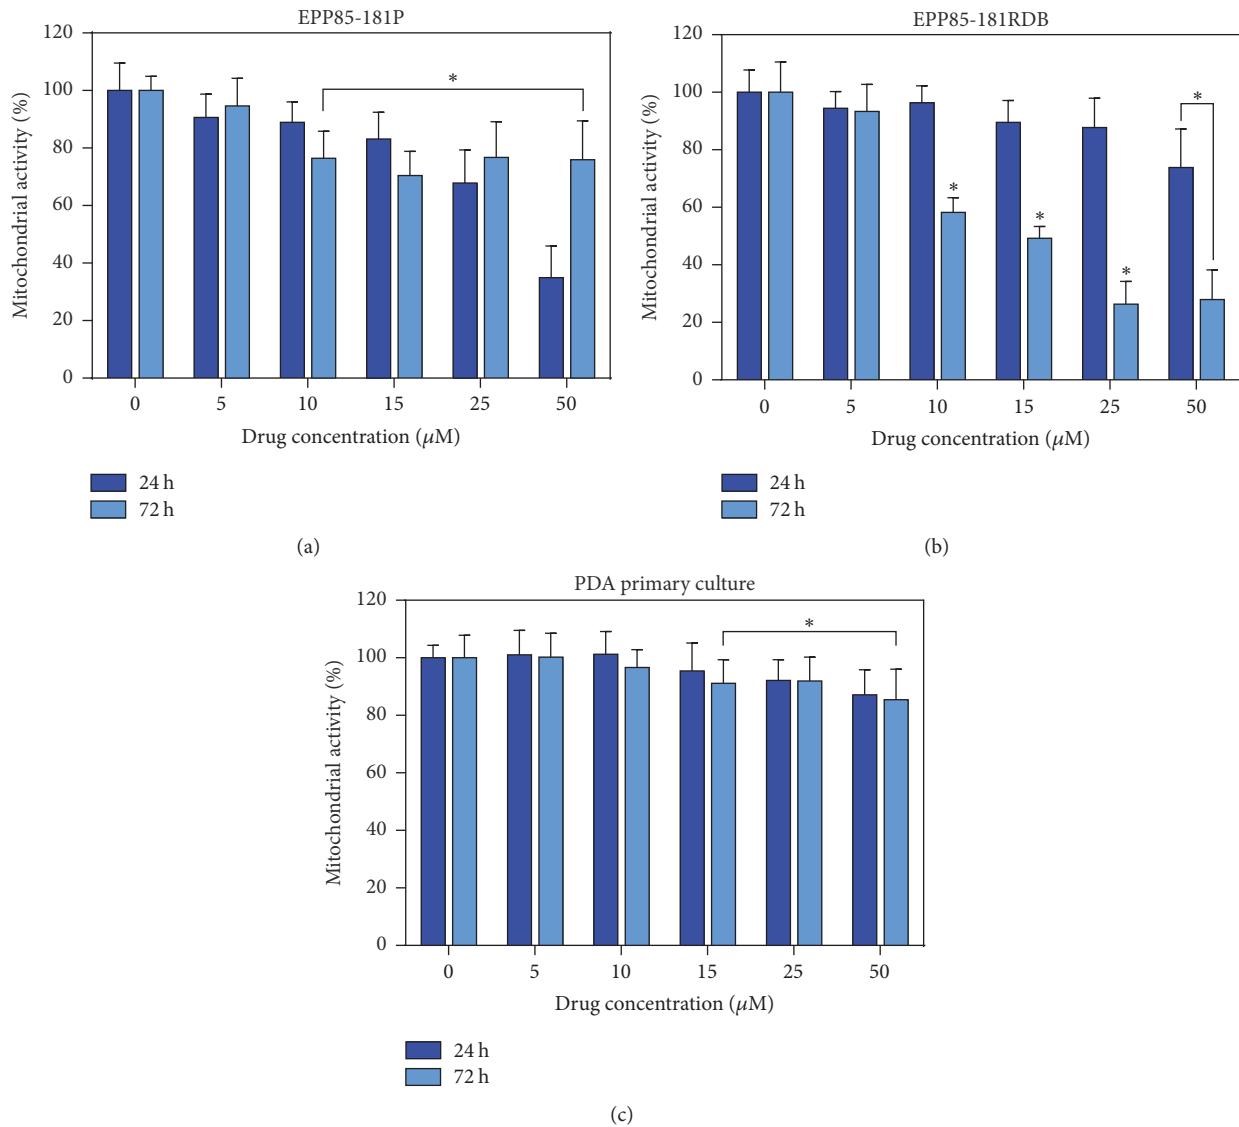 EPP85-181P
120
100
80
60
40
20
0
Mitochondrial activity (%)
*
0 5 10 15 25 50
Drug concentration (μM)
24 h
72 h
(a)
EPP85-181RDB
120
100
80
60
40
20
0
Mitochondrial activity (%)
*
*
*
*
0 5 10 15 25 50
Drug concentration (μM)
24 h
72 h
(b)
PDA primary culture
120
100
80
60
40
20
0
Mitochondrial activity (%)
*
0 5 10 15 25 50
Drug concentration (μM)
24 h
72 h
(c)